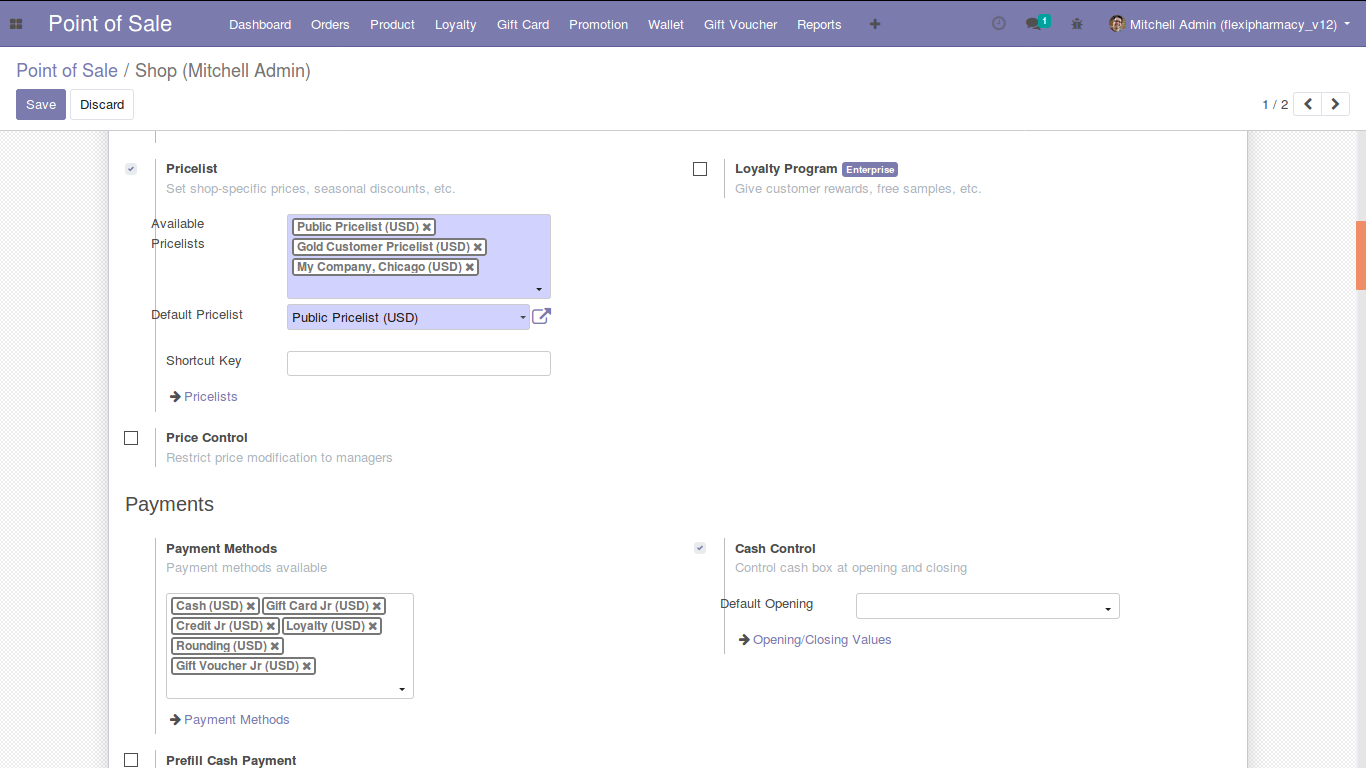 Point of Sale Dashboard Orders Product Loyalty Gift Card Promotion Wallet Gift Voucher Reports 1 Mitchell Admin (flexipharmacy_v12)
Point of Sale / Shop (Mitchell Admin)
Save Discard 1 / 2
Pricelist
Set shop-specific prices, seasonal discounts, etc.
Loyalty Program Enterprise
Give customer rewards, free samples, etc.
Available
Pricelists
Public Pricelist (USD)
Gold Customer Pricelist (USD)
My Company, Chicago (USD)
Default Pricelist Public Pricelist (USD)
Shortcut Key
Pricelists
Price Control
Restrict price modification to managers
Payments
Payment Methods
Payment methods available
Cash (USD) Gift Card Jr (USD)
Credit Jr (USD) Loyalty (USD)
Rounding (USD)
Gift Voucher Jr (USD)
Payment Methods
Cash Control
Control cash box at opening and closing
Default Opening
Opening/Closing Values
Prefill Cash Payment